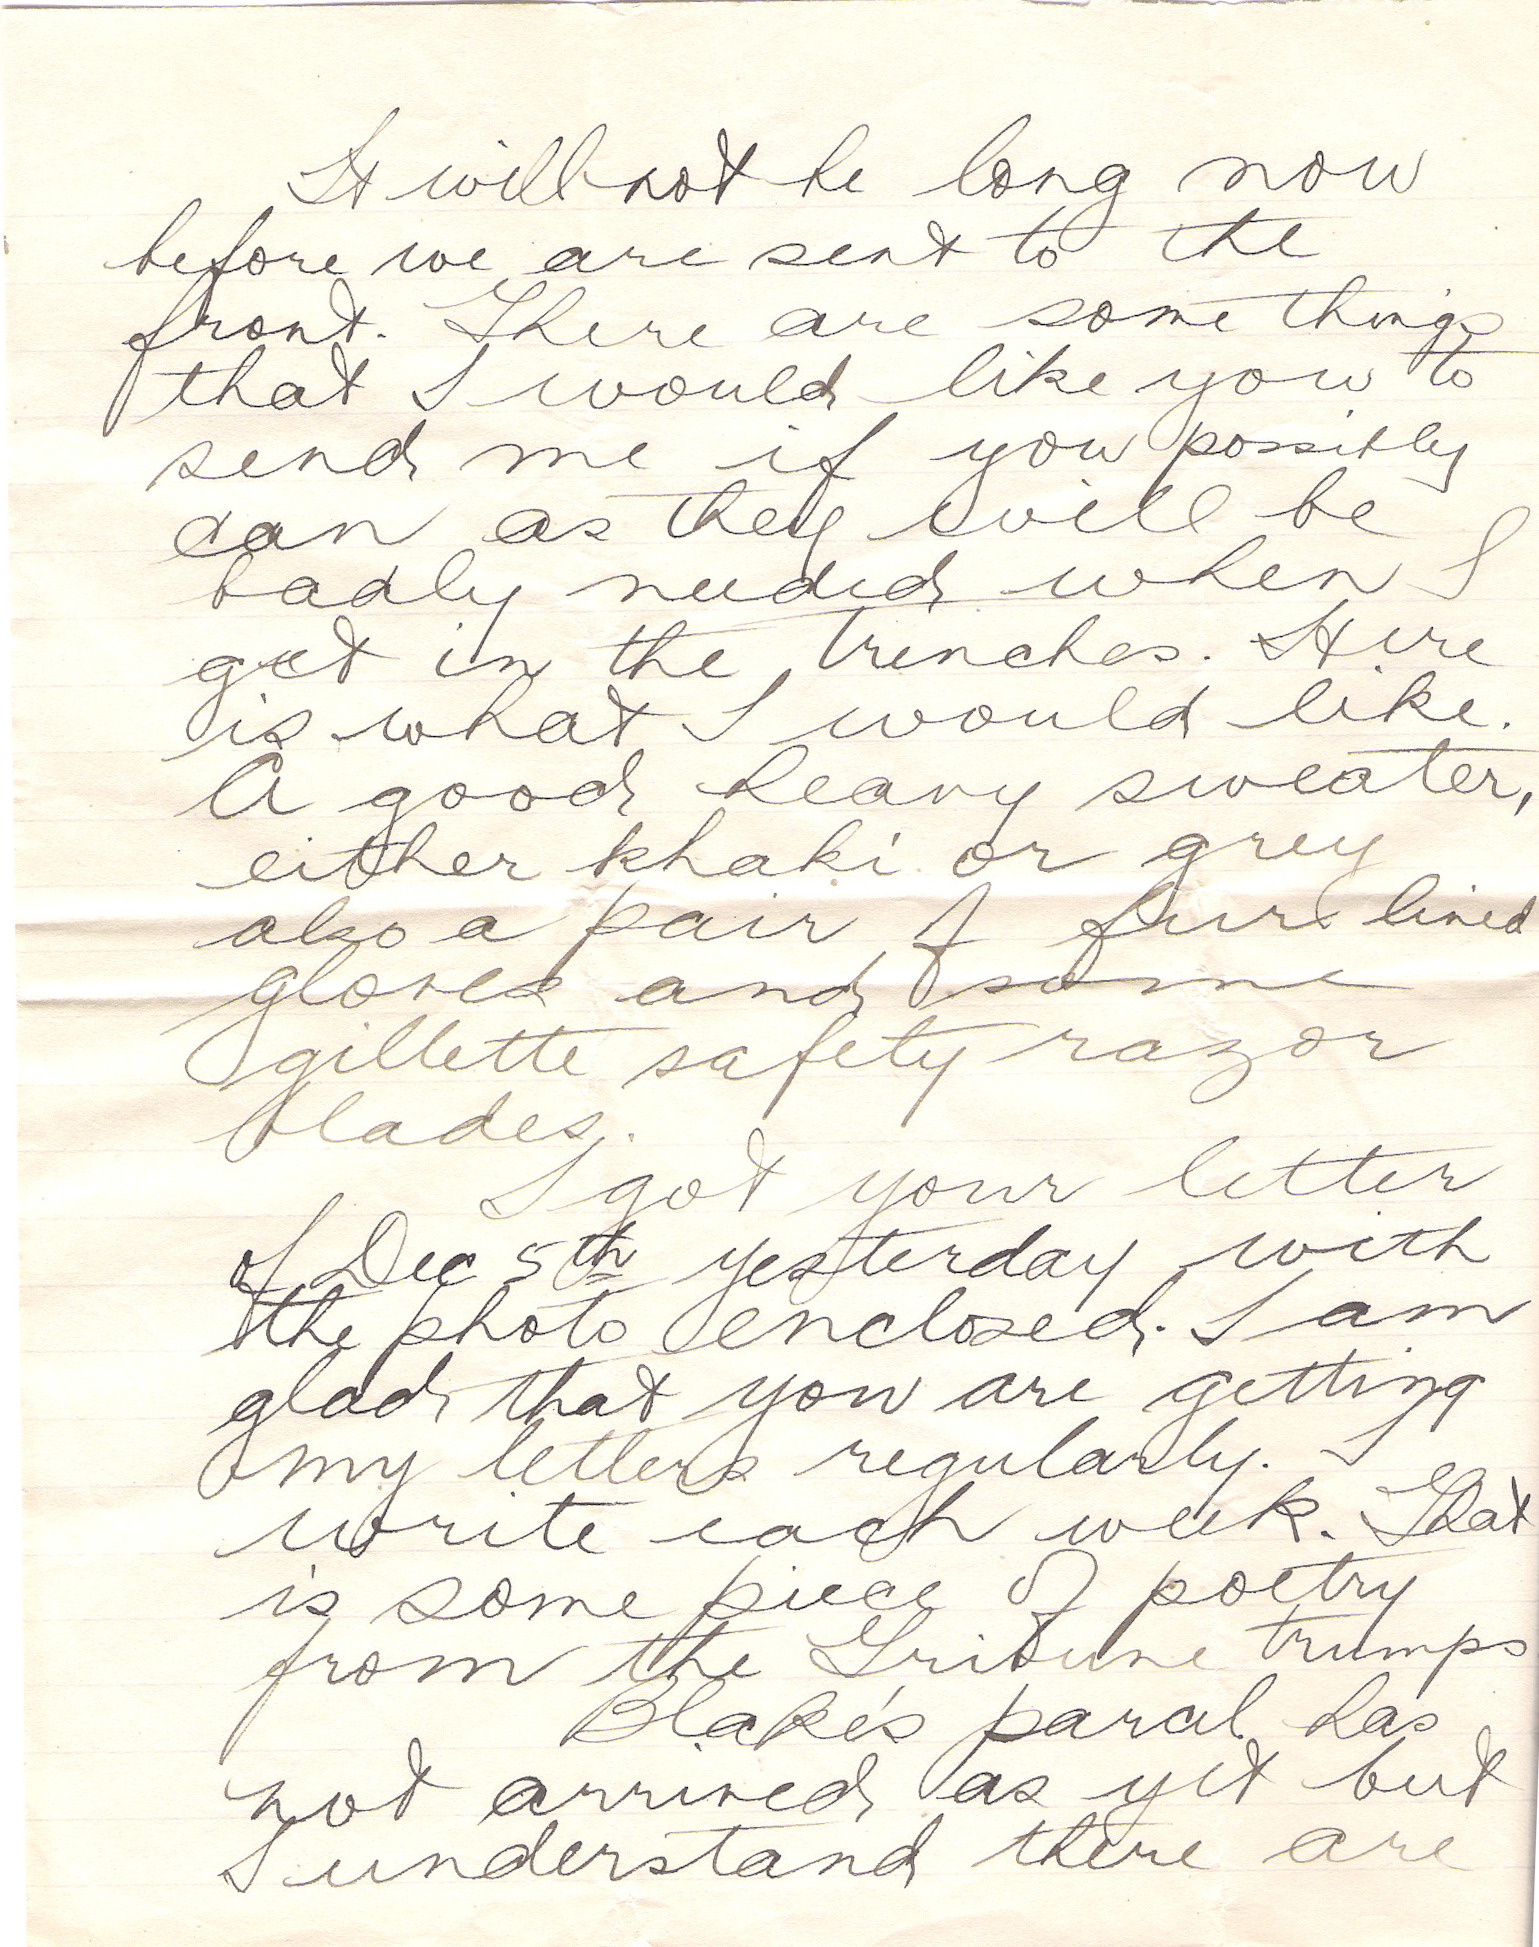 It will not be long now
before we are sent to the
front. There are some things
that I would like you to
send me if you possibly
can as they will be
badly needed when I
get in the trenches. Here
is what I would like.
A good heavy sweater,
either khaki or grey
also a pair of fur lined
gloves and some
gillette safety razor
blades.
I got your letter
of Dec 5th yesterday with
the photo enclosed. I am
glad that you are getting
my letters regularly. I
write each week. That
is some piece of poetry
from the Tribune trumps
Blake's parcel has
not arrived as yet but
I understand there are